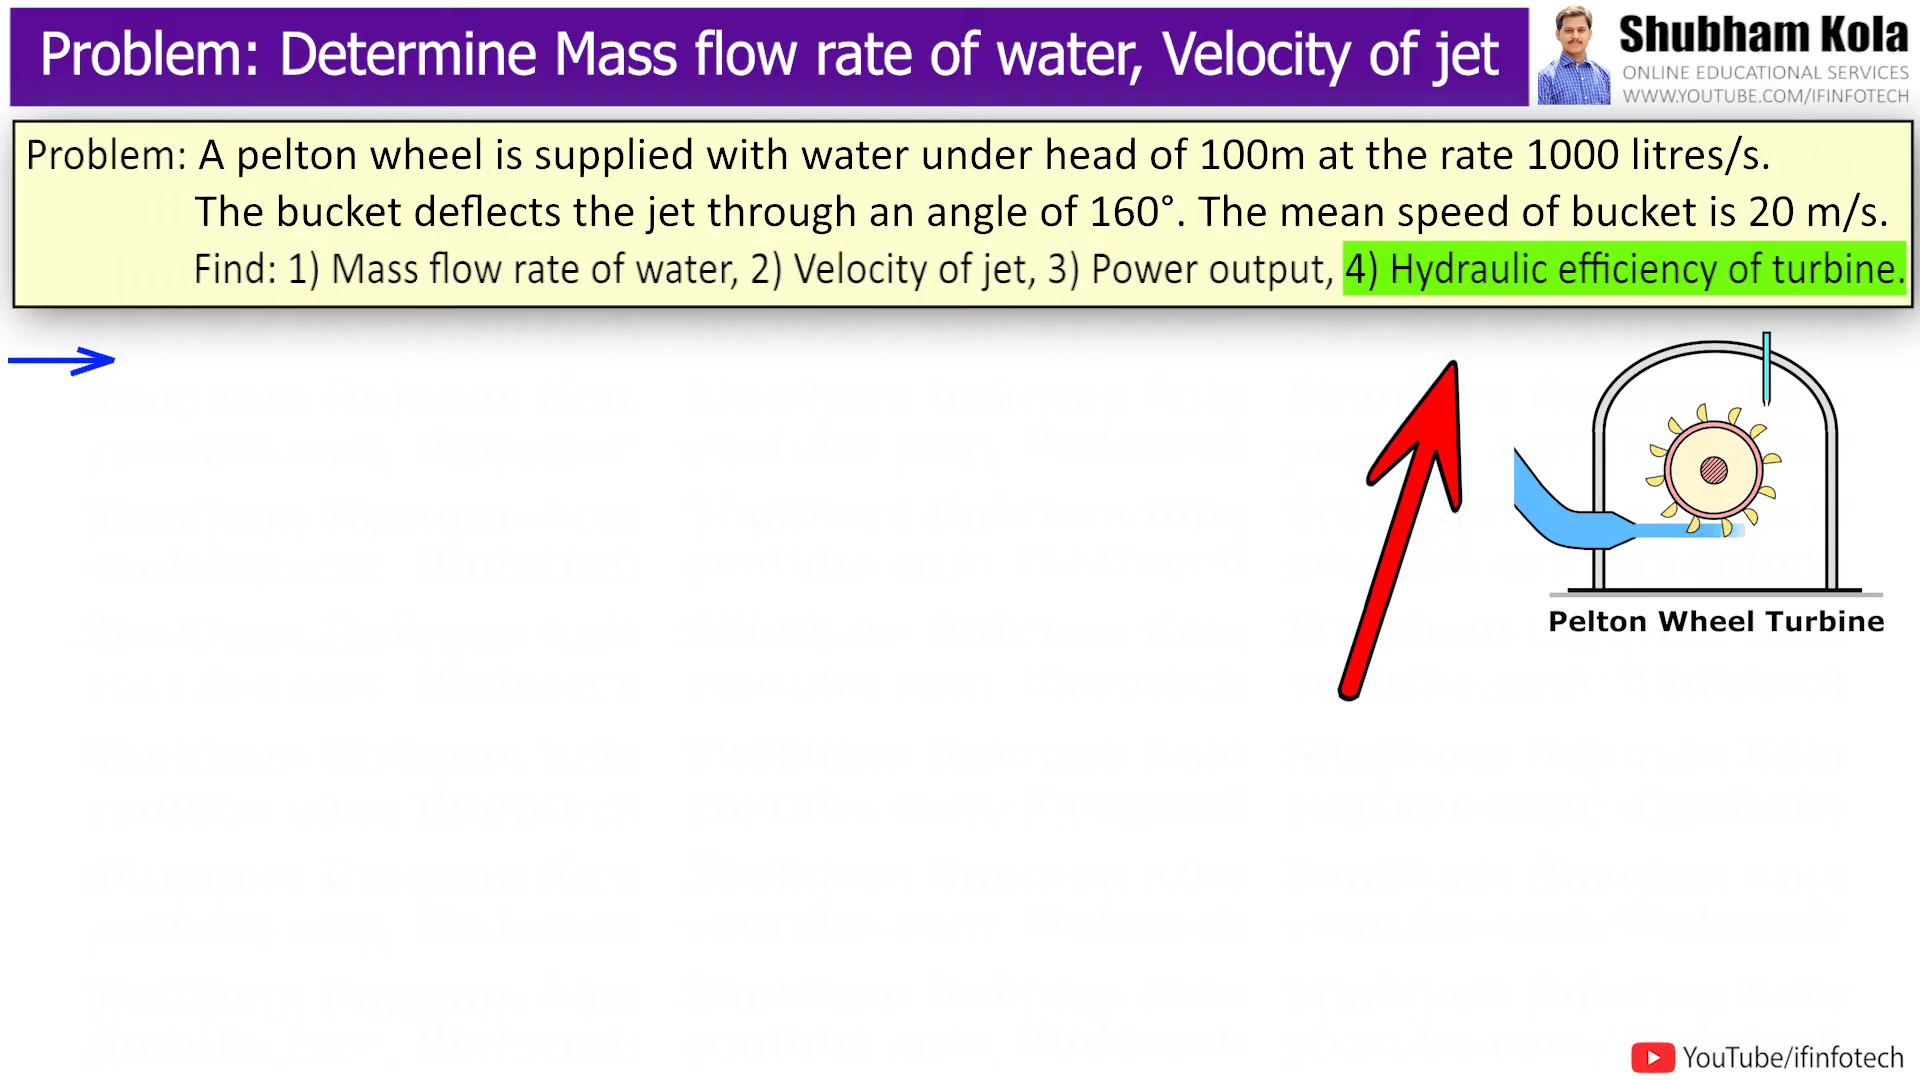 Problem: Determine Mass flow rate of water, Velocity of jet
Shubham Kola
ONLINE EDUCATIONAL SERVICES
WWW.YOUTUBE.COM/IFINFOTECH
Problem: A pelton wheel is supplied with water under head of 100m at the rate 1000 litres/s.
The bucket deflects the jet through an angle of 160°. The mean speed of bucket is 20 m/s.
Find: 1) Mass flow rate of water, 2) Velocity of jet, 3) Power output, 4) Hydraulic efficiency of turbine.
Pelton Wheel Turbine
YouTube/ifinfotech